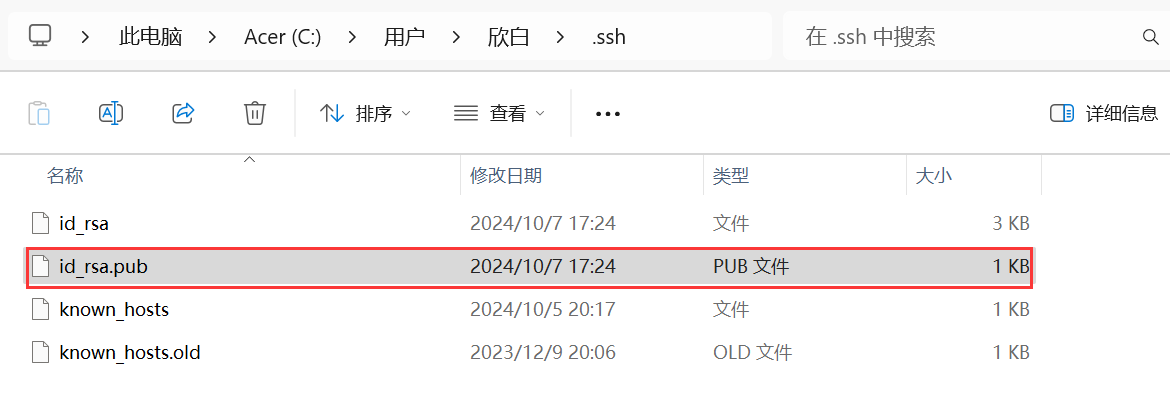 此电脑 Acer (C:) 用户 欣白 .ssh 在 .ssh 中搜索
排序 查看 详细信息
名称 修改日期 类型 大小
id_rsa 2024/10/7 17:24 文件 3 KB
id_rsa.pub 2024/10/7 17:24 PUB 文件 1 KB
known_hosts 2024/10/5 20:17 文件 1 KB
known_hosts.old 2023/12/9 20:06 OLD 文件 1 KB